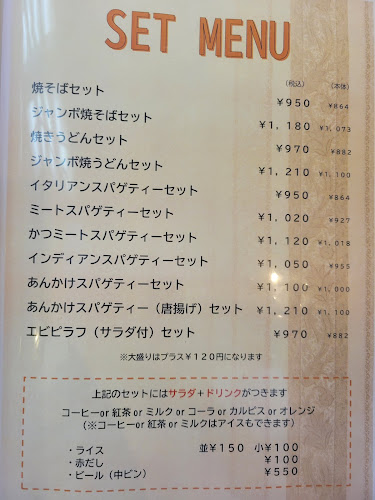 SET MENU
(税込) (本体)
焼そばセット ¥950 ¥864
ジャンボ焼そばセット ¥1,180 ¥1,073
焼きうどんセット ¥970 ¥882
ジャンボ焼うどんセット ¥1,210 ¥1,100
イタリアンスパゲティーセット ¥950 ¥864
ミートスパゲティーセット ¥1,020 ¥927
かつミートスパゲティーセット ¥1,120 ¥1,018
インディアンスパゲティーセット ¥1,050 ¥955
あんかけスパゲティーセット ¥1,100 ¥1,000
あんかけスパゲティー(唐揚げ)セット ¥1,210 ¥1,100
エビピラフ(サラダ付)セット ¥970 ¥882
※大盛りはプラス¥120円になります
上記のセットにはサラダ+ドリンクがつきます
コーヒーor 紅茶 or ミルク or コーラ or カルピス or オレンジ
(※コーヒーor 紅茶 or ミルクはアイスもできます)
・ライス 並¥150 小¥100
・赤だし ¥100
・ビール(中ビン) ¥550